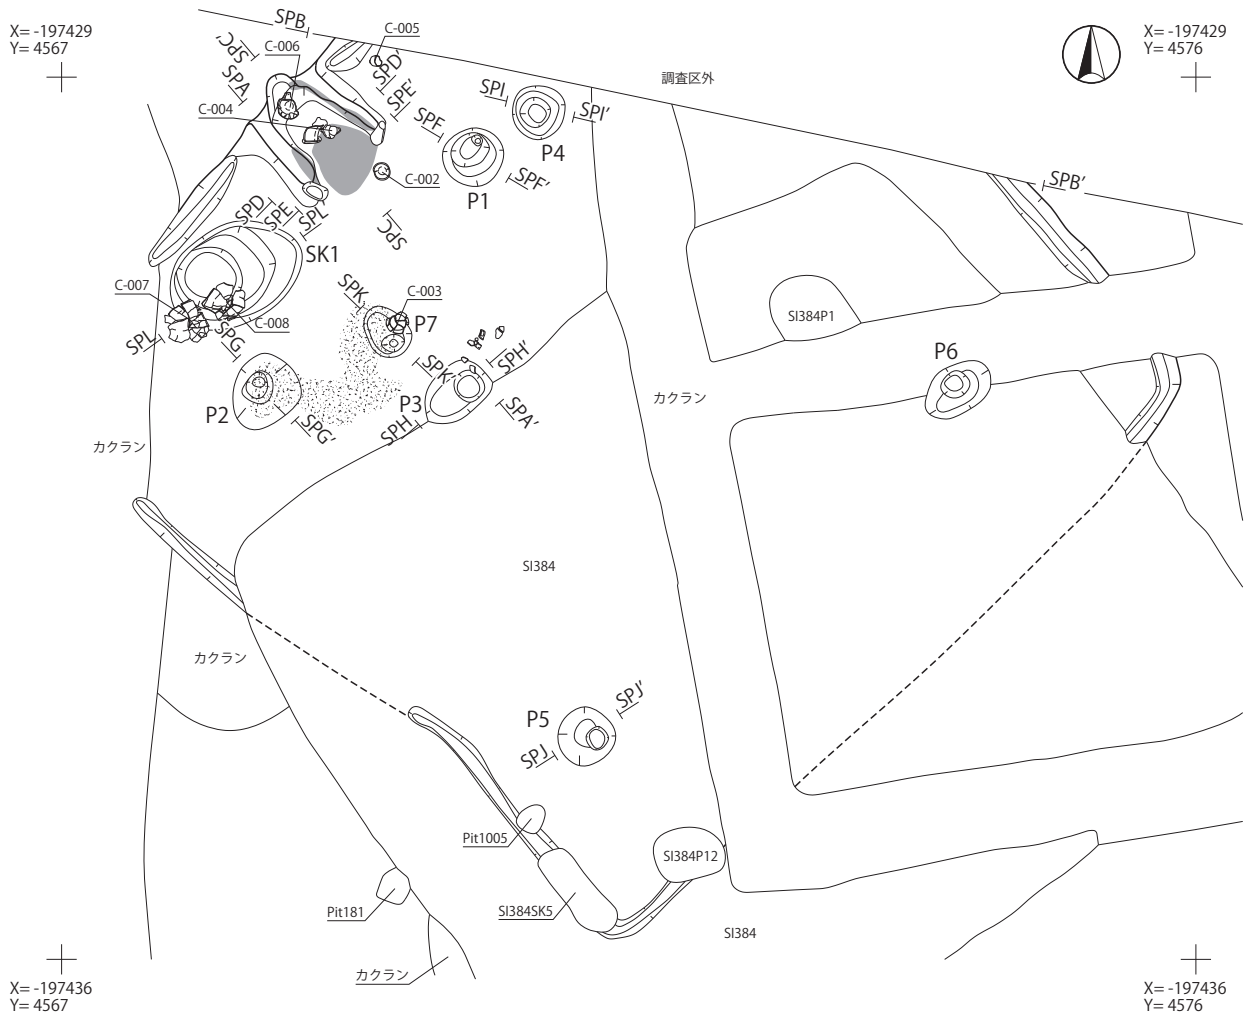 X= -197429
Y= 4567
X= -197429
Y= 4576
SPB
C-005
SPC'
C-006
SPD'
SPA
SPE'
調査区外
C-004
SPI
SPI'
SPF
P4
C-002
SPF'
P1
SPB'
SPD
SPE
SPL'
SPC
SK1
C-007
SPK
C-003
P7
C-008
SPL
SPG
SPH'
SI384P1
SPK'
P6
P2
SPG'
P3
SPH
SPA'
カクラン
カクラン
SI384
カクラン
P5
SPJ'
SPJ
Pit1005
SI384P12
Pit181
SI384SK5
SI384
カクラン
X= -197436
Y= 4567
X= -197436
Y= 4576